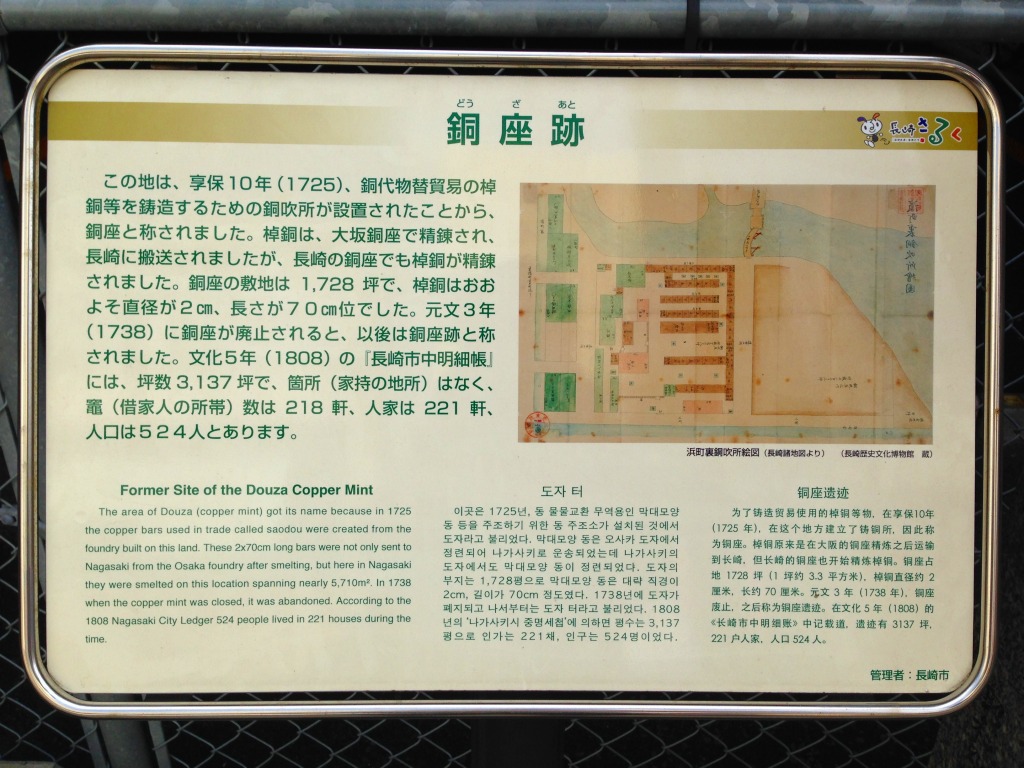 どう ざ あと
銅座跡
長崎さるく
この地は、享保10年（1725）、銅代物替貿易の棹
銅等を鋳造するための銅吹所が設置されたことから、
銅座と称されました。棹銅は、大坂銅座で精錬され、
長崎に搬送されましたが、長崎の銅座でも棹銅が精錬
されました。銅座の敷地は 1,728 坪で、棹銅はおお
よそ直径が２㎝、長さが７０㎝位でした。元文３年
（1738）に銅座が廃止されると、以後は銅座跡と称
されました。文化５年（1808）の『長崎市中明細帳』
には、坪数 3,137 坪で、箇所（家持の地所）はなく、
竈（借家人の所帯）数は 218 軒、人家は 221 軒、
人口は５２４人とあります。
浜町裏銅吹所絵図（長崎諸地図より）　（長崎歴史文化博物館　蔵）
Former Site of the Douza Copper Mint
The area of Douza (copper mint) got its name because in 1725
the copper bars used in trade called saodou were created from the
foundry built on this land. These 2x70cm long bars were not only sent to
Nagasaki from the Osaka foundry after smelting, but here in Nagasaki
they were smelted on this location spanning nearly 5,710m². In 1738
when the copper mint was closed, it was abandoned. According to the
1808 Nagasaki City Ledger 524 people lived in 221 houses during the
time.
도자 터
이곳은 1725년, 동 물물교환 무역용인 막대모양
동 등을 주조하기 위한 동 주조소가 설치된 것에서
도자라고 불리었다. 막대모양 동은 오사카 도자에서
정련되어 나가사키로 운송되었는데 나가사키의
도자에서도 막대모양 동이 정련되었다. 도자의
부지는 1,728평으로 막대모양 동은 대략 직경이
2cm, 길이가 70cm 정도였다. 1738년에 도자가
폐지되고 나서부터는 도자 터라고 불리었다. 1808
년의 '나가사키시 중명세첩'에 의하면 평수는 3,137
평으로 인가는 221채, 인구는 524명이었다.
铜座遗迹
为了铸造贸易使用的棹铜等物，在享保10年
(1725 年)，在这个地方建立了铸铜所，因此称
为铜座。棹铜原来是在大阪的铜座精炼之后运输
到长崎，但长崎的铜座也开始精炼棹铜。铜座占
地 1728 坪（1 坪约 3.3 平方米），棹铜直径约 2
厘米，长约 70 厘米。元文 3 年（1738 年），铜座
废止，之后称为铜座遗迹。在文化 5 年（1808）的
《长崎市中明细账》中记载道，遗迹有 3137 坪，
221 户人家，人口 524 人。
管理者：長崎市